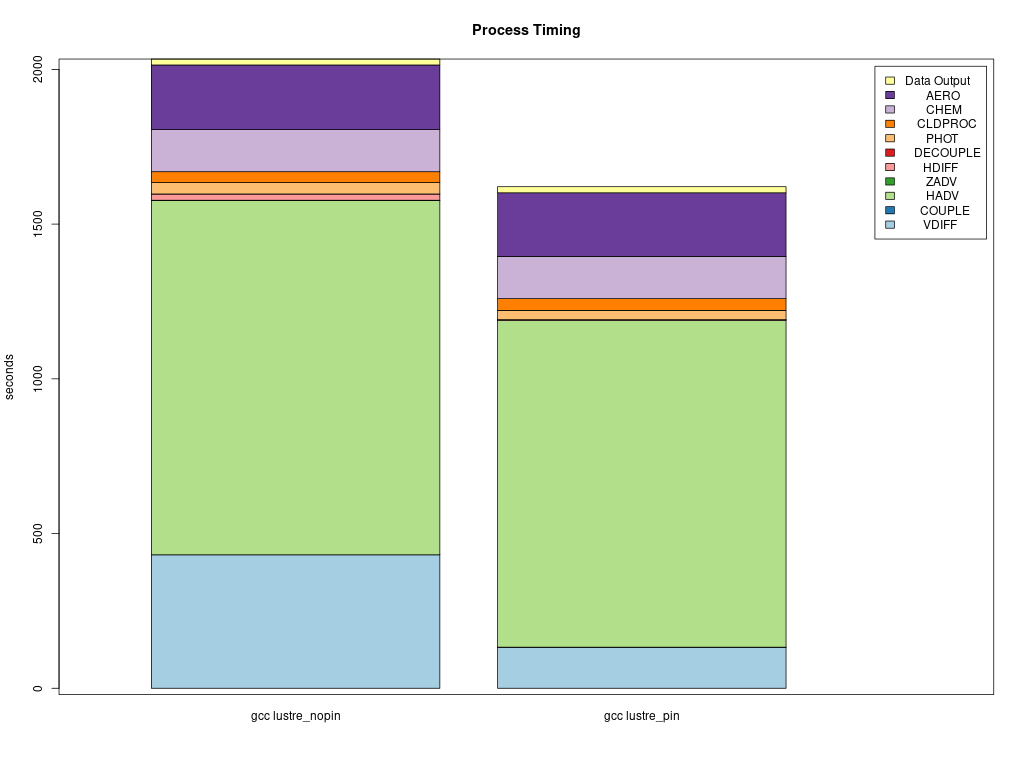 Process Timing
seconds
2000
1500
1000
500
0
Data Output
AERO
CHEM
CLDPROC
PHOT
DECOUPLE
HDIFF
ZADV
HADV
COUPLE
VDIFF
gcc lustre_nopin
gcc lustre_pin